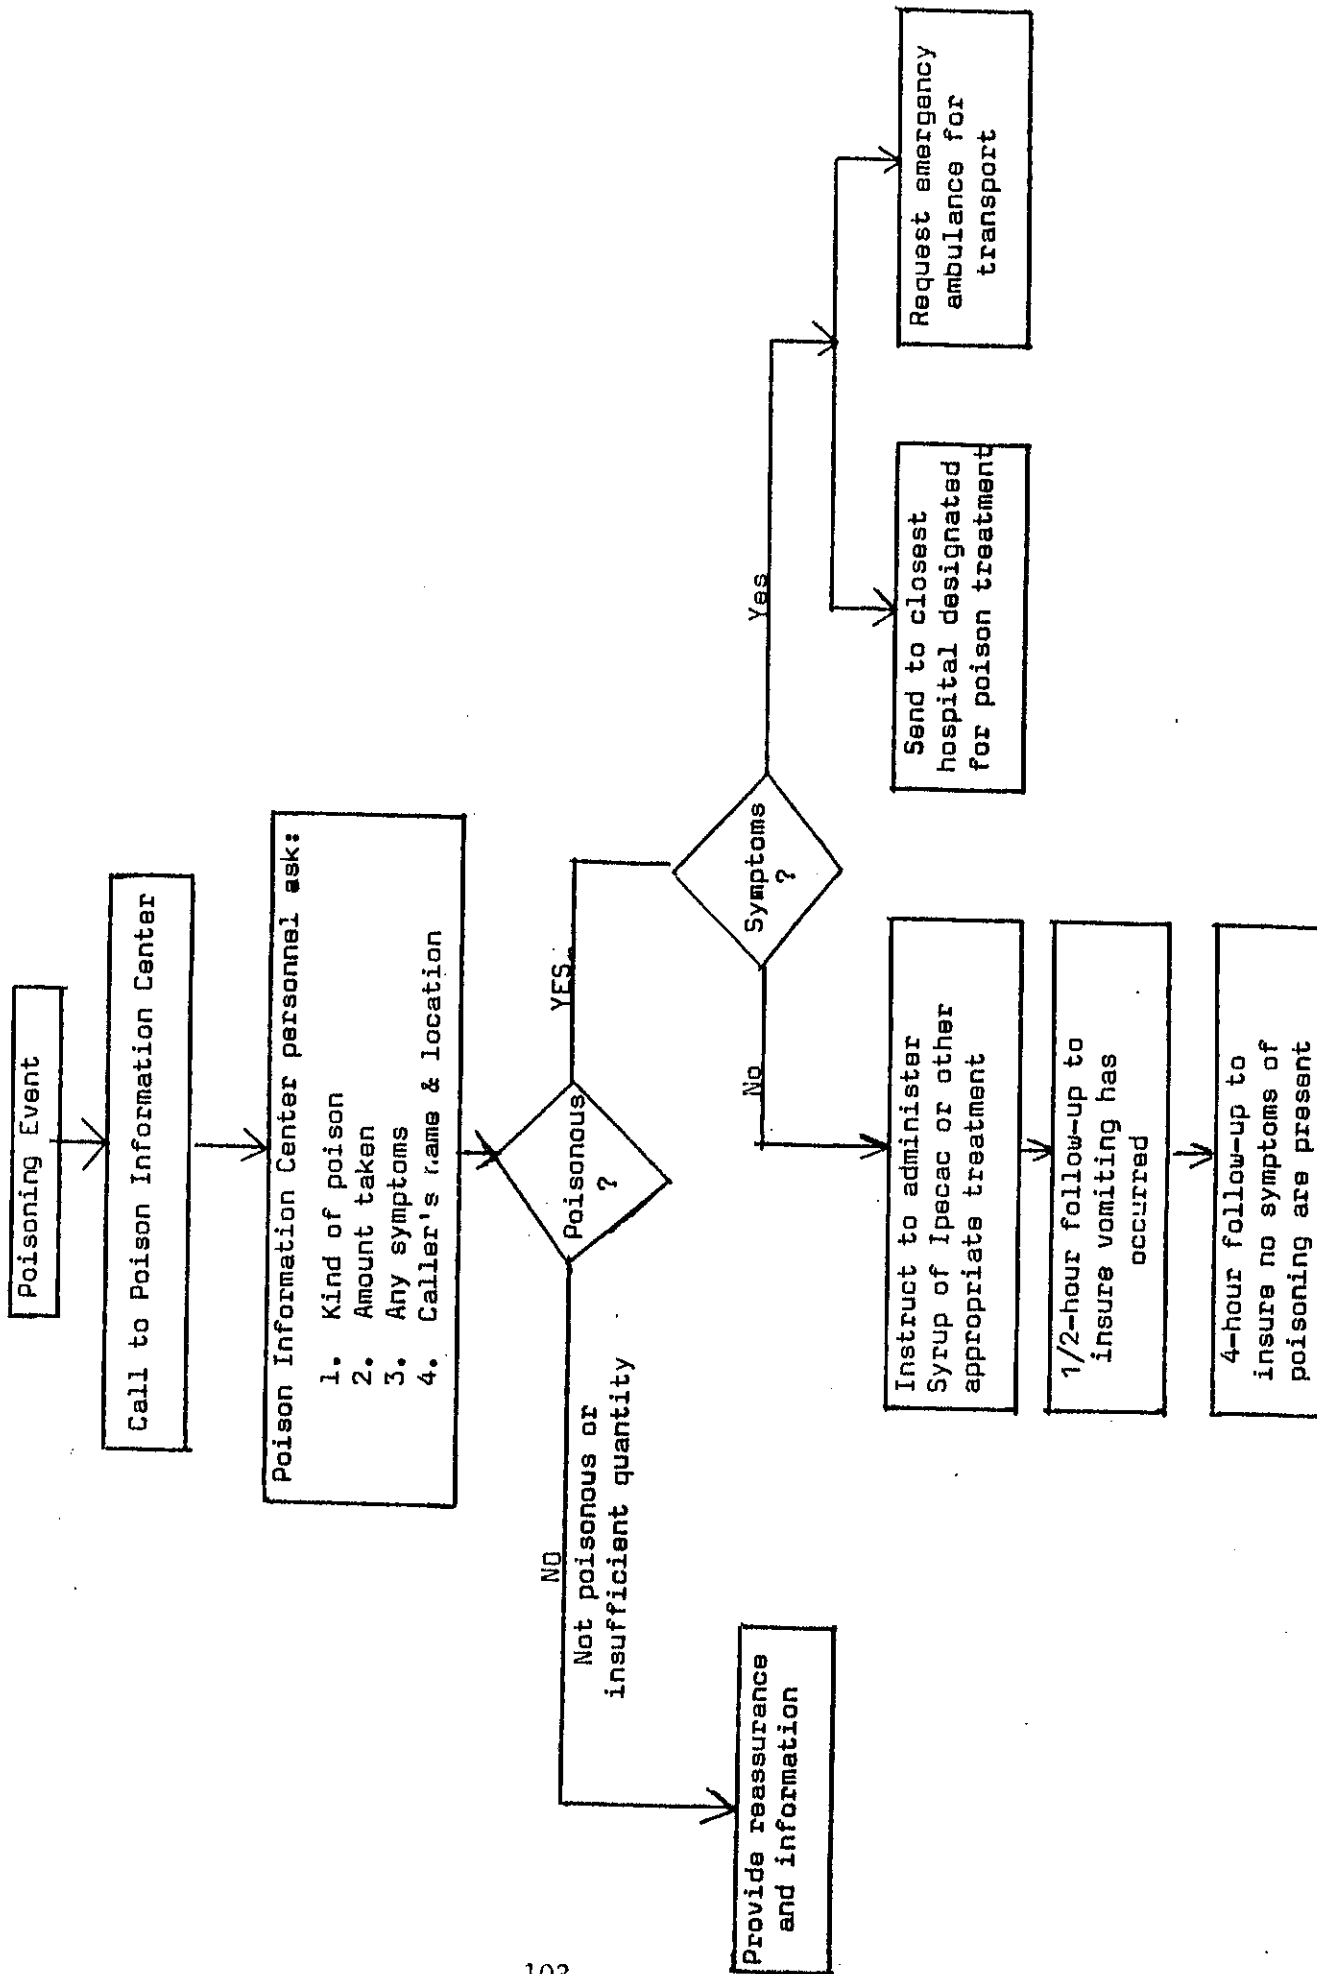 Poisoning Event
Call to Poison Information Center
Poison Information Center personnel ask:
1. Kind of poison
2. Amount taken
3. Any symptoms
4. Caller's name & location
Poisonous
?
NO
Not poisonous or
insufficient quantity
YES
Provide reassurance
and information
Symptoms
?
No
Yes
Instruct to administer
Syrup of Ipecac or other
appropriate treatment
1/2-hour follow-up to
insure vomiting has
occurred
4-hour follow-up to
insure no symptoms of
poisoning are present
Send to closest
hospital designated
for poison treatment
Request emergency
ambulance for
transport